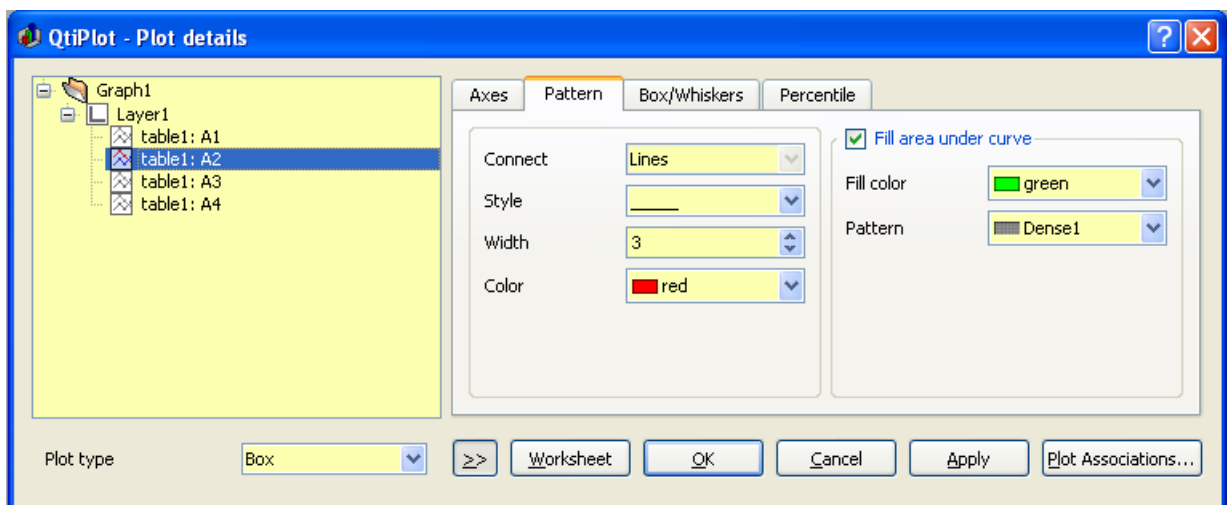 QtiPlot - Plot details
Graph1
Layer1
table1: A1
table1: A2
table1: A3
table1: A4
Axes Pattern Box/Whiskers Percentile
Connect Lines
Style
Width 3
Color red
Fill area under curve
Fill color green
Pattern Dense1
Plot type Box
>> Worksheet OK Cancel Apply Plot Associations...